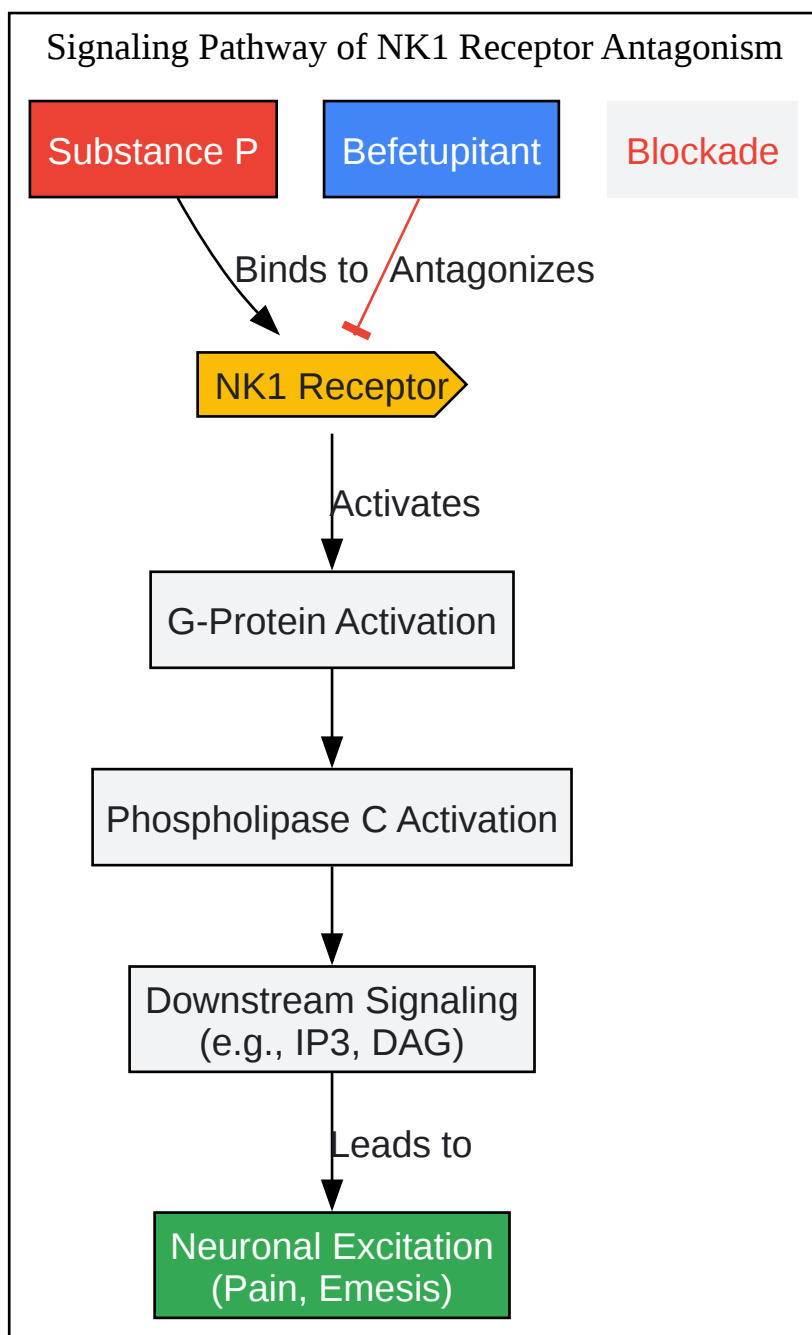 Signaling Pathway of NK1 Receptor Antagonism
Substance P
Befetupitant
Blockade
Binds to
Antagonizes
NK1 Receptor
Activates
G-Protein Activation
Phospholipase C Activation
Downstream Signaling
(e.g., IP3, DAG)
Leads to
Neuronal Excitation
(Pain, Emesis)